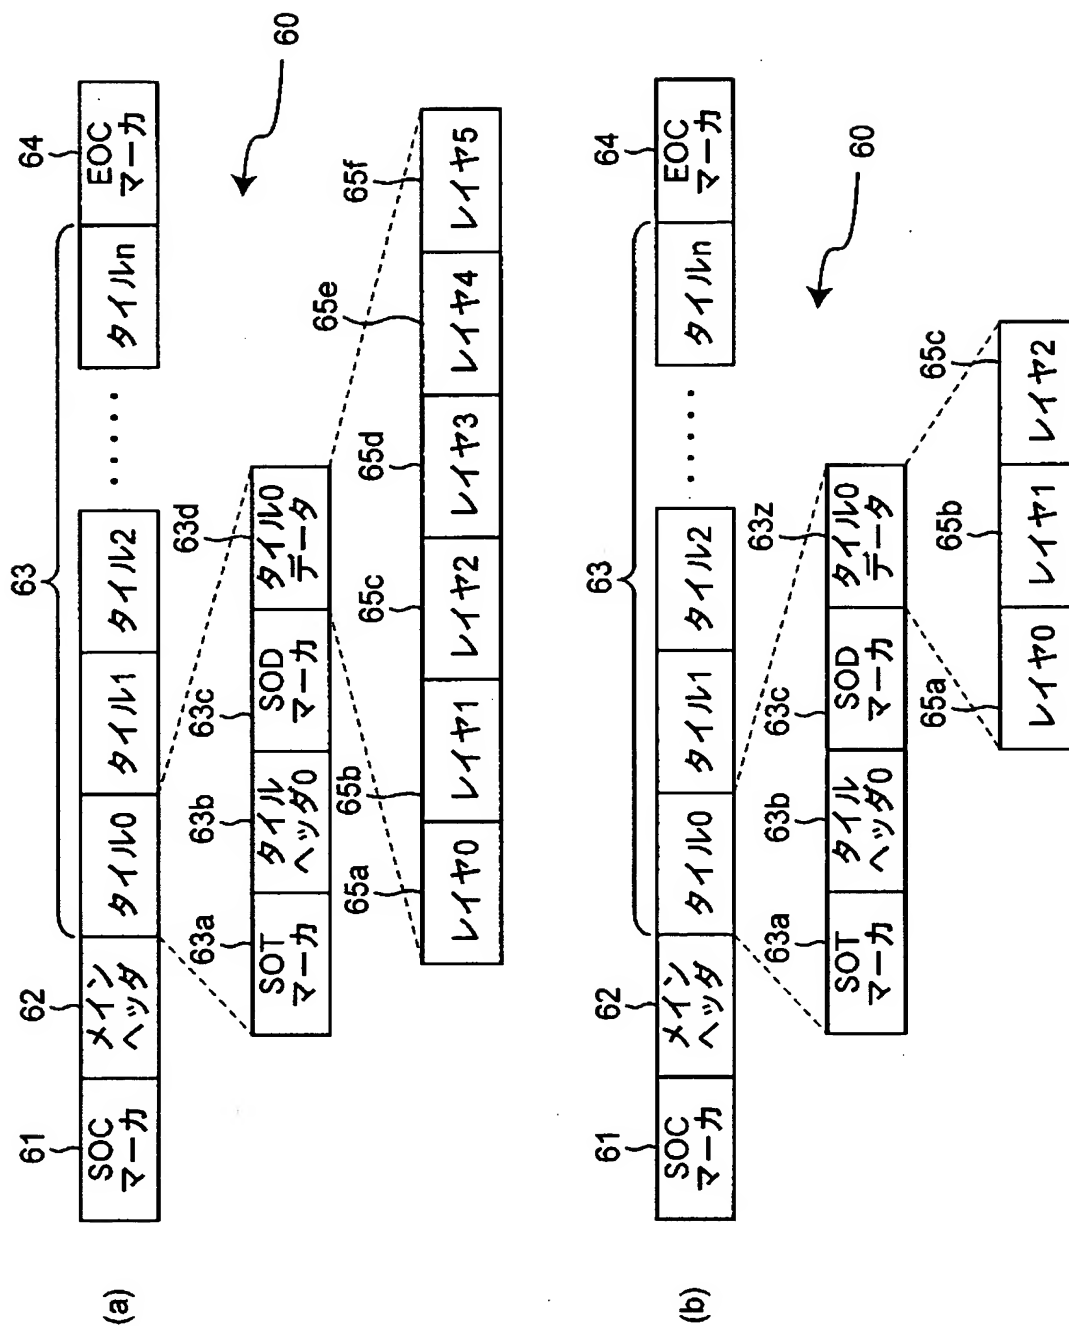 (a)
61
62
63
64
60
SOC
マーカ
メイン
ヘッダ
タイル0
タイル1
タイル2
・・・・・
タイルn
EOC
マーカ
63a
63b
63c
63d
SOT
マーカ
タイル
ヘッダ0
SOD
マーカ
タイル0
データ
65a
65b
65c
65d
65e
65f
レイヤ0
レイヤ1
レイヤ2
レイヤ3
レイヤ4
レイヤ5
(b)
61
62
63
64
60
SOC
マーカ
メイン
ヘッダ
タイル0
タイル1
タイル2
・・・・・
タイルn
EOC
マーカ
63a
63b
63c
63z
SOT
マーカ
タイル
ヘッダ0
SOD
マーカ
タイル0
データ
65a
65b
65c
レイヤ0
レイヤ1
レイヤ2